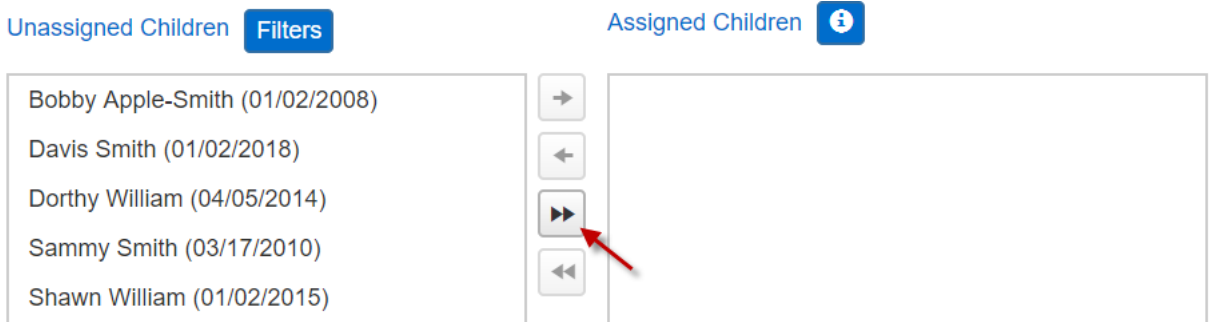 Unassigned Children Filters
Assigned Children
Bobby Apple-Smith (01/02/2008)
Davis Smith (01/02/2018)
Dorthy William (04/05/2014)
Sammy Smith (03/17/2010)
Shawn William (01/02/2015)